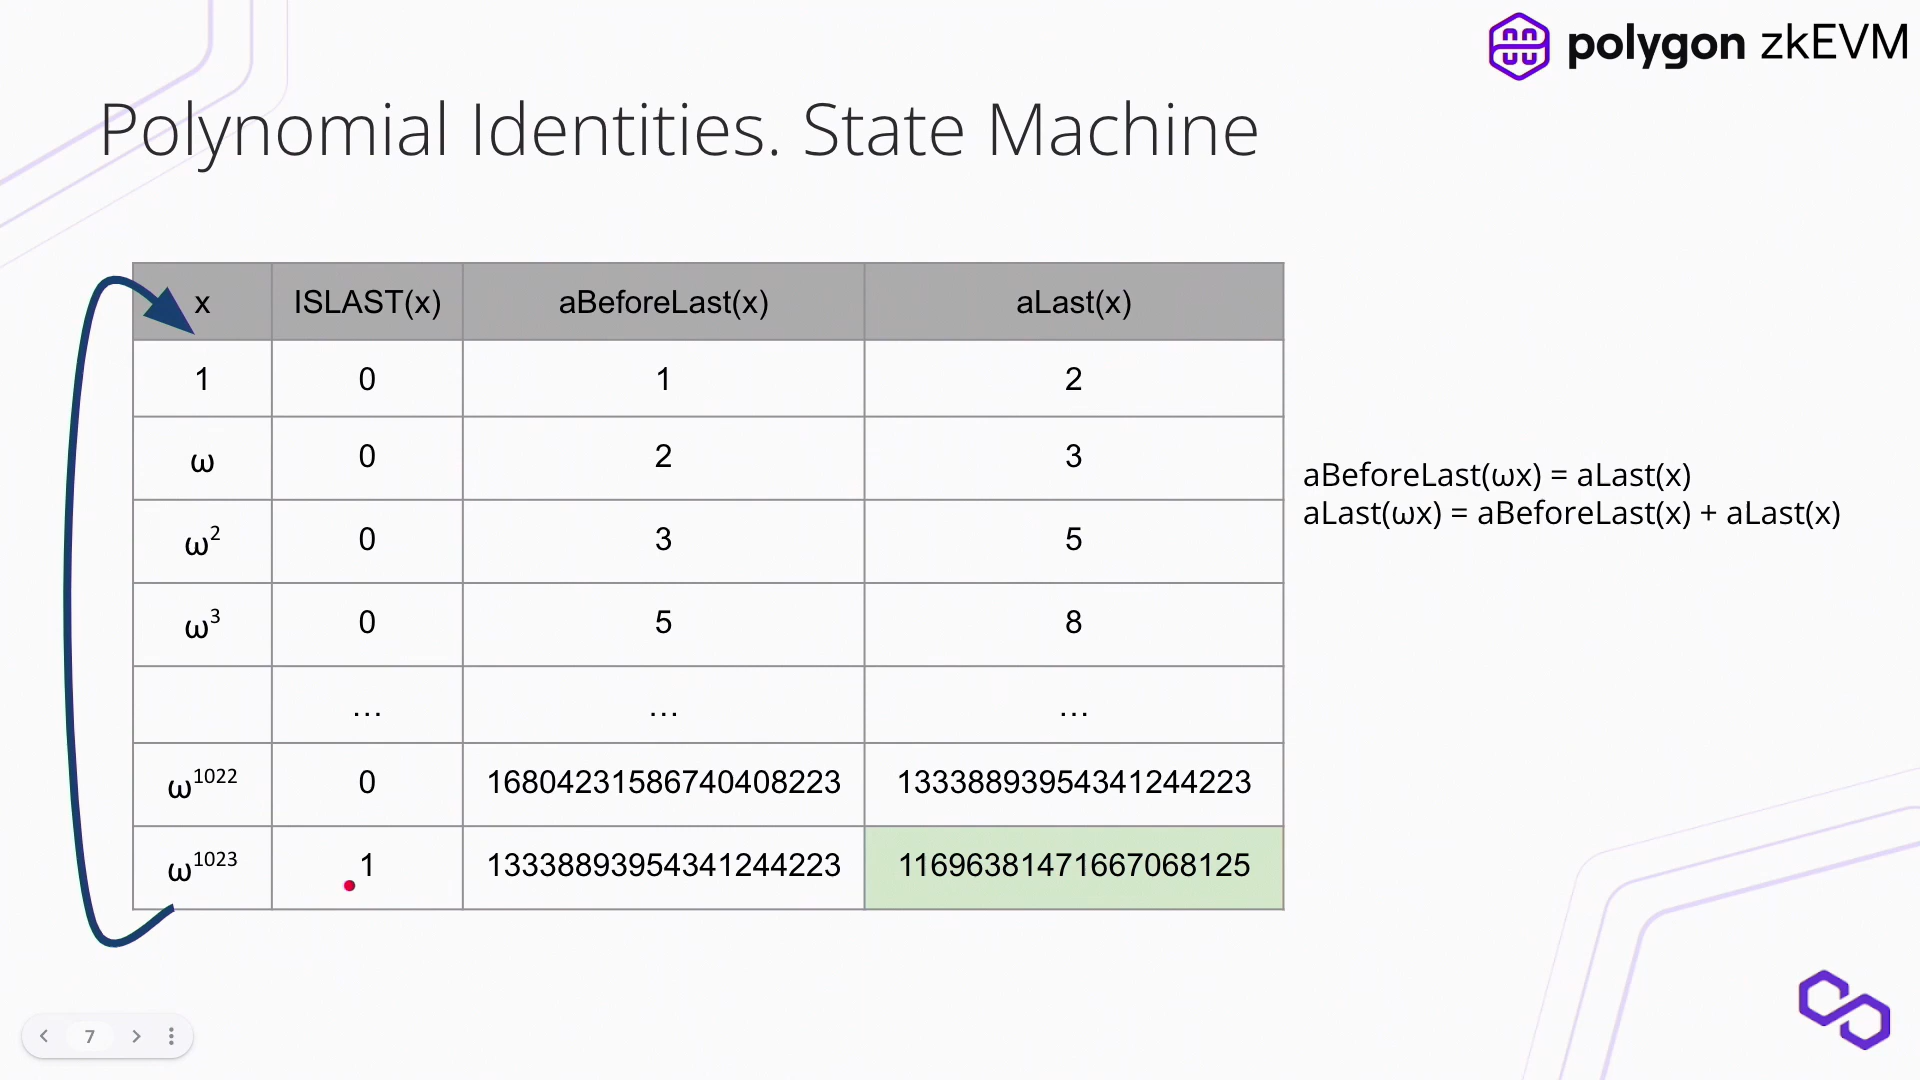 polygon zkEVM
Polynomial Identities. State Machine
x ISLAST(x) aBeforeLast(x) aLast(x)
1 0 1 2
ω 0 2 3
ω² 0 3 5
ω³ 0 5 8
… … …
ω¹⁰²² 0 16804231586740408223 13338893954341244223
ω¹⁰²³ 1 13338893954341244223 11696381471667068125
aBeforeLast(ωx) = aLast(x)
aLast(ωx) = aBeforeLast(x) + aLast(x)
7